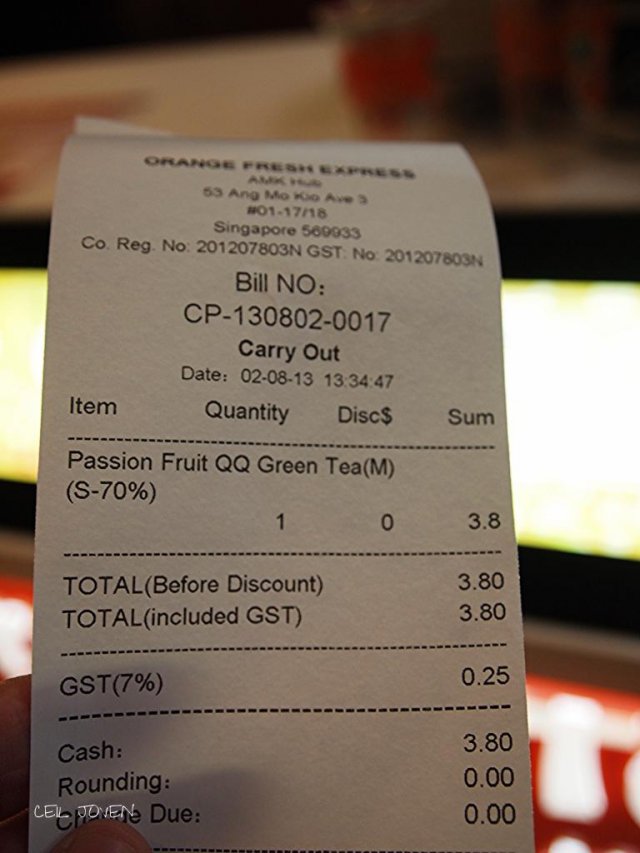 ORANGE FRESH EXPRESS
AMK Hub
53 Ang Mo Kio Ave 3
#01-17/18
Singapore 569933
Co. Reg. No: 201207803N GST: No: 201207803N
Bill NO:
CP-130802-0017
Carry Out
Date: 02-08-13 13:34:47
Item Quantity Disc$ Sum
Passion Fruit QQ Green Tea(M)
(S-70%)
1 0 3.8
TOTAL(Before Discount) 3.80
TOTAL(included GST) 3.80
GST(7%) 0.25
Cash: 3.80
Rounding: 0.00
Change Due: 0.00
CEIL JOVEN